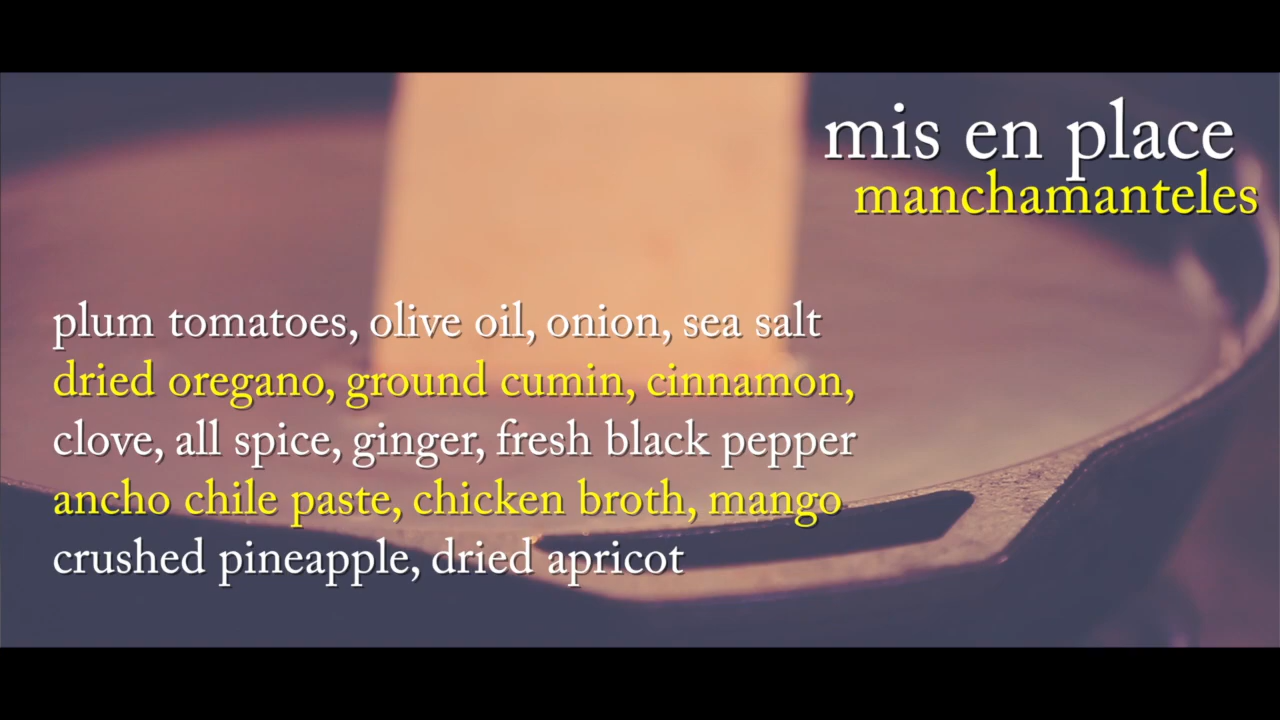 mis en place
manchamanteles
plum tomatoes, olive oil, onion, sea salt
dried oregano, ground cumin, cinnamon,
clove, all spice, ginger, fresh black pepper
ancho chile paste, chicken broth, mango
crushed pineapple, dried apricot